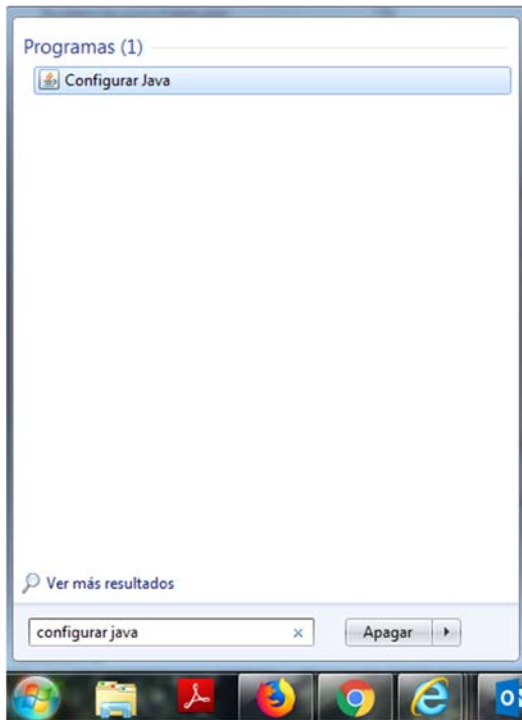 Programas (1)
Configurar Java
Ver más resultados
configurar java
Apagar